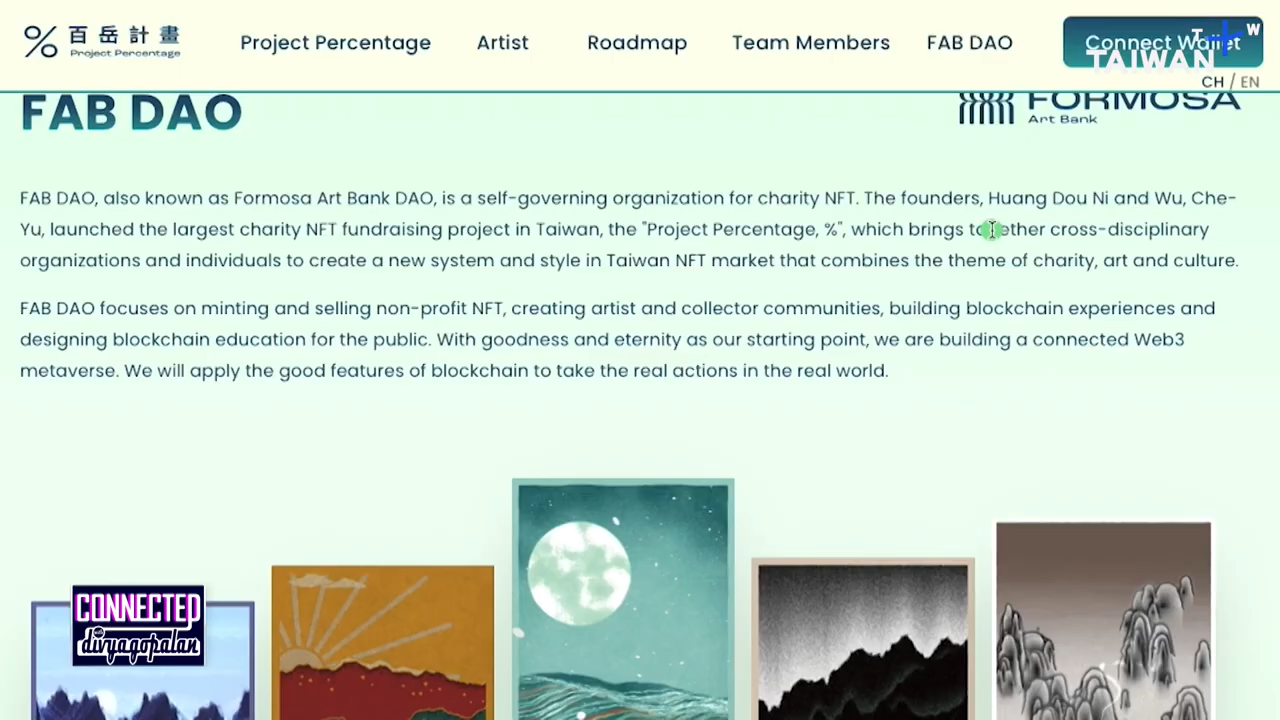 百岳計畫
Project Percentage
Project Percentage
Artist
Roadmap
Team Members
FAB DAO
Connect Wallet
T+W
TAIWAN
CH / EN
FAB DAO
FORMOSA
Art Bank
FAB DAO, also known as Formosa Art Bank DAO, is a self-governing organization for charity NFT. The founders, Huang Dou Ni and Wu, Che-
Yu, launched the largest charity NFT fundraising project in Taiwan, the "Project Percentage, %", which brings together cross-disciplinary
organizations and individuals to create a new system and style in Taiwan NFT market that combines the theme of charity, art and culture.
FAB DAO focuses on minting and selling non-profit NFT, creating artist and collector communities, building blockchain experiences and
designing blockchain education for the public. With goodness and eternity as our starting point, we are building a connected Web3
metaverse. We will apply the good features of blockchain to take the real actions in the real world.
CONNECTED
with
divyagopalan